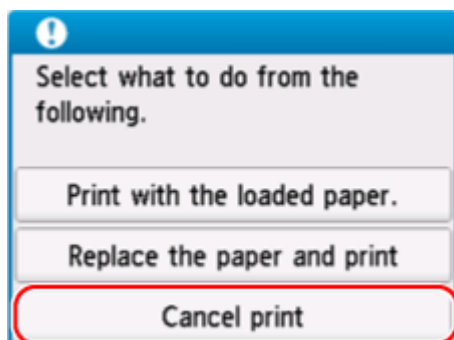 Select what to do from the
following.
Print with the loaded paper.
Replace the paper and print
Cancel print